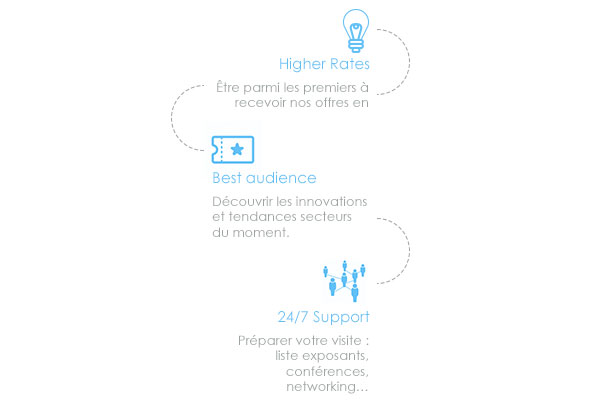 Higher Rates
Être parmi les premiers à
recevoir nos offres en
Best audience
Découvrir les innovations
et tendances secteurs
du moment.
24/7 Support
Préparer votre visite :
liste exposants,
conférences,
networking...